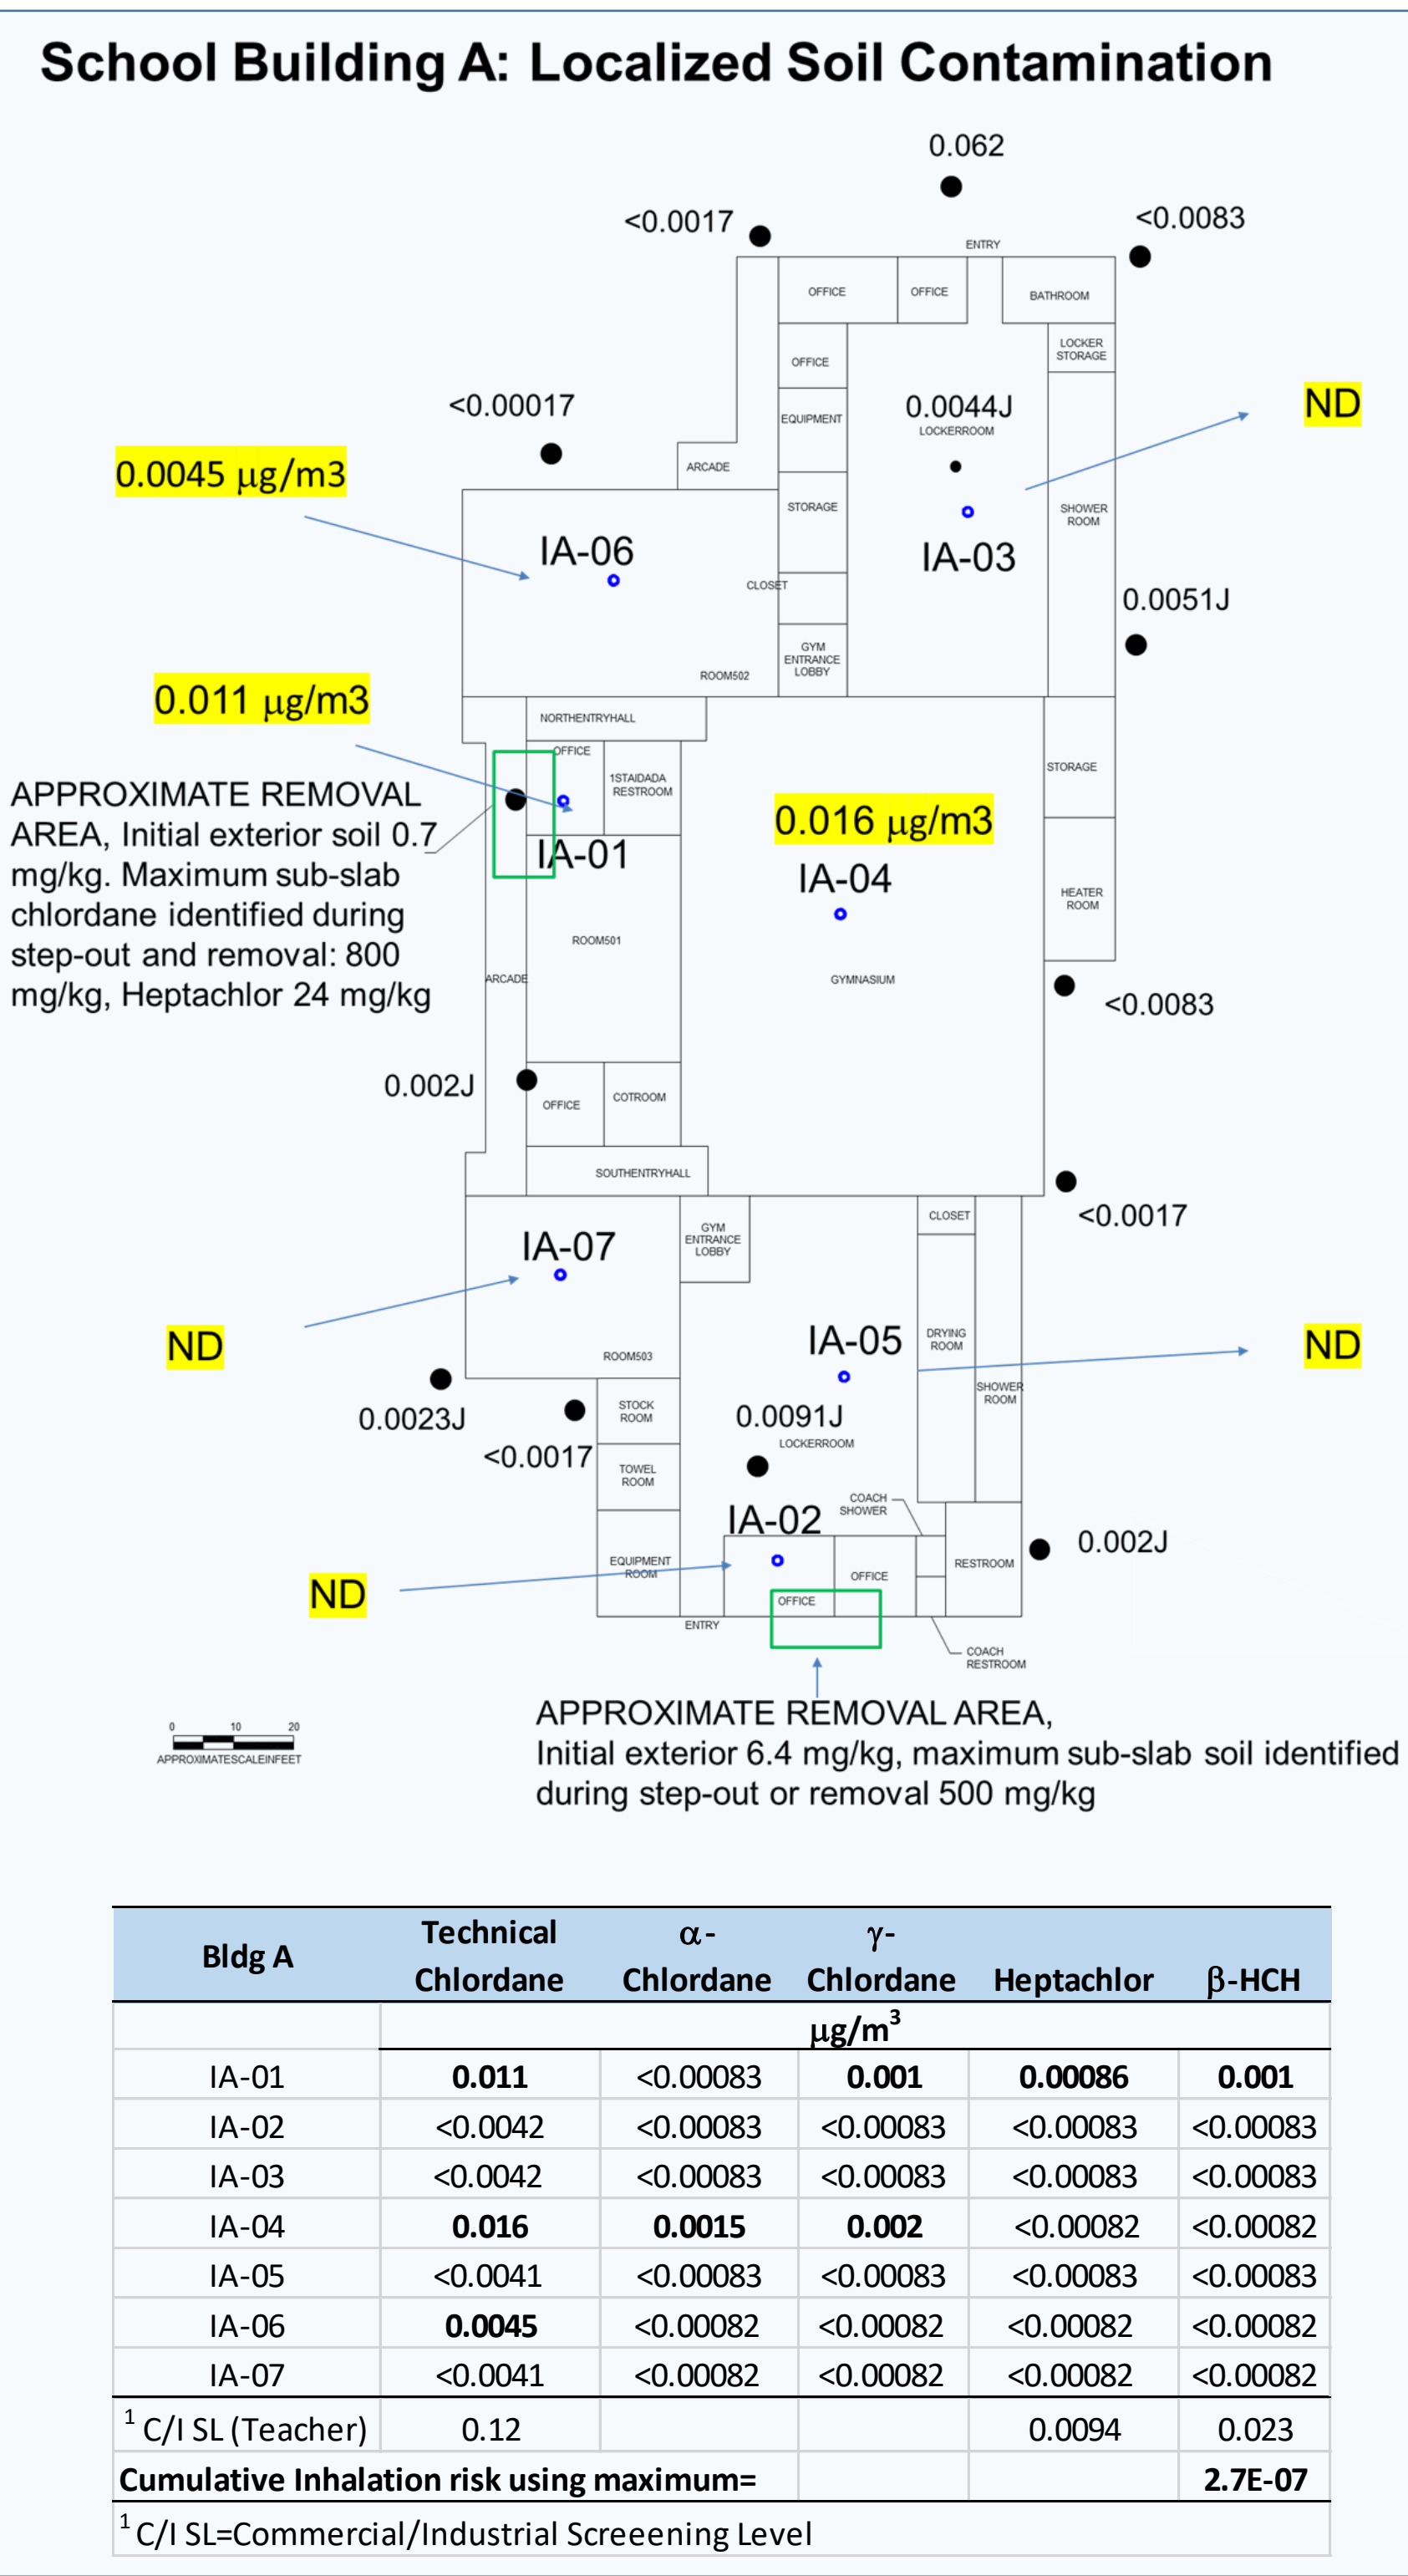 School Building A: Localized Soil Contamination
0.062
<0.0017
<0.0083
ENTRY
OFFICE
OFFICE
BATHROOM
LOCKER
STORAGE
OFFICE
<0.00017
EQUIPMENT
0.0044J
LOCKERROOM
ND
0.0045 µg/m3
ARCADE
STORAGE
SHOWER
ROOM
IA-06
IA-03
CLOSET
0.0051J
GYM
ENTRANCE
LOBBY
ROOM502
0.011 µg/m3
NORTHENTRYHALL
OFFICE
1STAIDADA
RESTROOM
STORAGE
APPROXIMATE REMOVAL
AREA, Initial exterior soil 0.7
mg/kg. Maximum sub-slab
chlordane identified during
step-out and removal: 800
mg/kg, Heptachlor 24 mg/kg
0.016 µg/m3
IA-01
IA-04
HEATER
ROOM
ROOM501
ARCADE
GYMNASIUM
<0.0083
0.002J
OFFICE
COTROOM
SOUTHENTRYHALL
<0.0017
CLOSET
GYM
ENTRANCE
LOBBY
IA-07
ND
IA-05
DRYING
ROOM
ND
ROOM503
SHOWER
ROOM
0.0023J
STOCK
ROOM
0.0091J
LOCKERROOM
<0.0017
TOWEL
ROOM
COACH
SHOWER
IA-02
0.002J
EQUIPMENT
ROOM
OFFICE
RESTROOM
ND
OFFICE
ENTRY
COACH
RESTROOM
APPROXIMATE REMOVAL AREA,
Initial exterior 6.4 mg/kg, maximum sub-slab soil identified
during step-out or removal 500 mg/kg
0 10 20
APPROXIMATESCALEINFEET
Bldg A Technical Chlordane α-Chlordane γ-Chlordane Heptachlor β-HCH
µg/m³
IA-01 0.011 <0.00083 0.001 0.00086 0.001
IA-02 <0.0042 <0.00083 <0.00083 <0.00083 <0.00083
IA-03 <0.0042 <0.00083 <0.00083 <0.00083 <0.00083
IA-04 0.016 0.0015 0.002 <0.00082 <0.00082
IA-05 <0.0041 <0.00083 <0.00083 <0.00083 <0.00083
IA-06 0.0045 <0.00082 <0.00082 <0.00082 <0.00082
IA-07 <0.0041 <0.00082 <0.00082 <0.00082 <0.00082
¹ C/I SL (Teacher) 0.12 0.0094 0.023
Cumulative Inhalation risk using maximum= 2.7E-07
¹ C/I SL=Commercial/Industrial Screeening Level